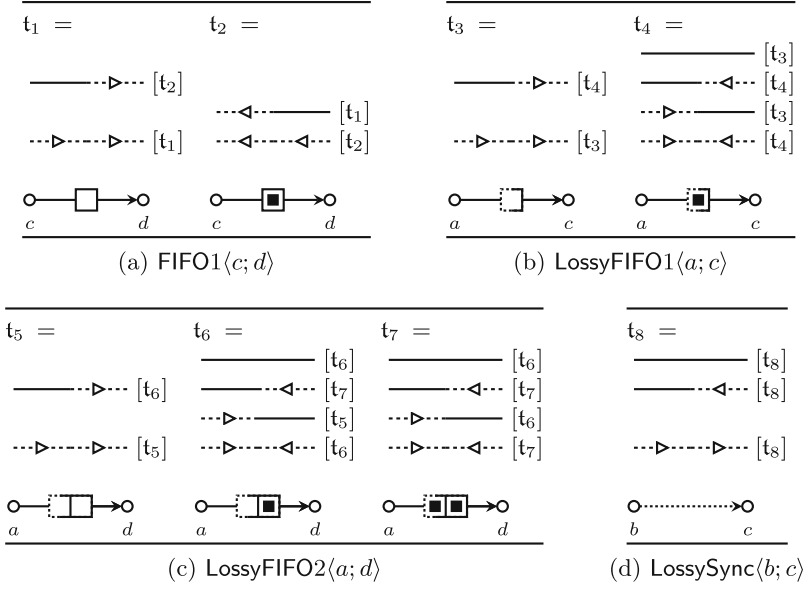 𝔱₁ =
𝔱₂ =
[𝔱₂]
[𝔱₁]
[𝔱₁]
[𝔱₂]
c d
c d
(a) FIFO1⟨c; d⟩
𝔱₃ =
𝔱₄ =
[𝔱₄]
[𝔱₃]
[𝔱₃]
[𝔱₄]
[𝔱₃]
[𝔱₄]
a c
a c
(b) LossyFIFO1⟨a; c⟩
𝔱₅ =
𝔱₆ =
𝔱₇ =
[𝔱₆]
[𝔱₅]
[𝔱₆]
[𝔱₇]
[𝔱₅]
[𝔱₆]
[𝔱₆]
[𝔱₇]
[𝔱₆]
[𝔱₇]
a d
a d
a d
(c) LossyFIFO2⟨a; d⟩
𝔱₈ =
[𝔱₈]
[𝔱₈]
[𝔱₈]
b c
(d) LossySync⟨b; c⟩